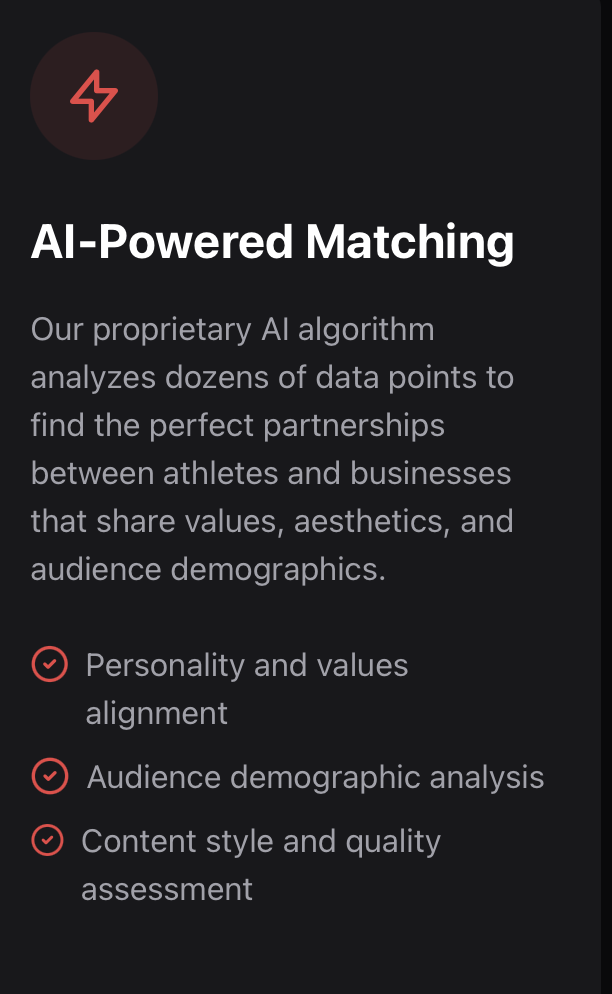 AI-Powered Matching
Our proprietary AI algorithm
analyzes dozens of data points to
find the perfect partnerships
between athletes and businesses
that share values, aesthetics, and
audience demographics.
Personality and values
alignment
Audience demographic analysis
Content style and quality
assessment